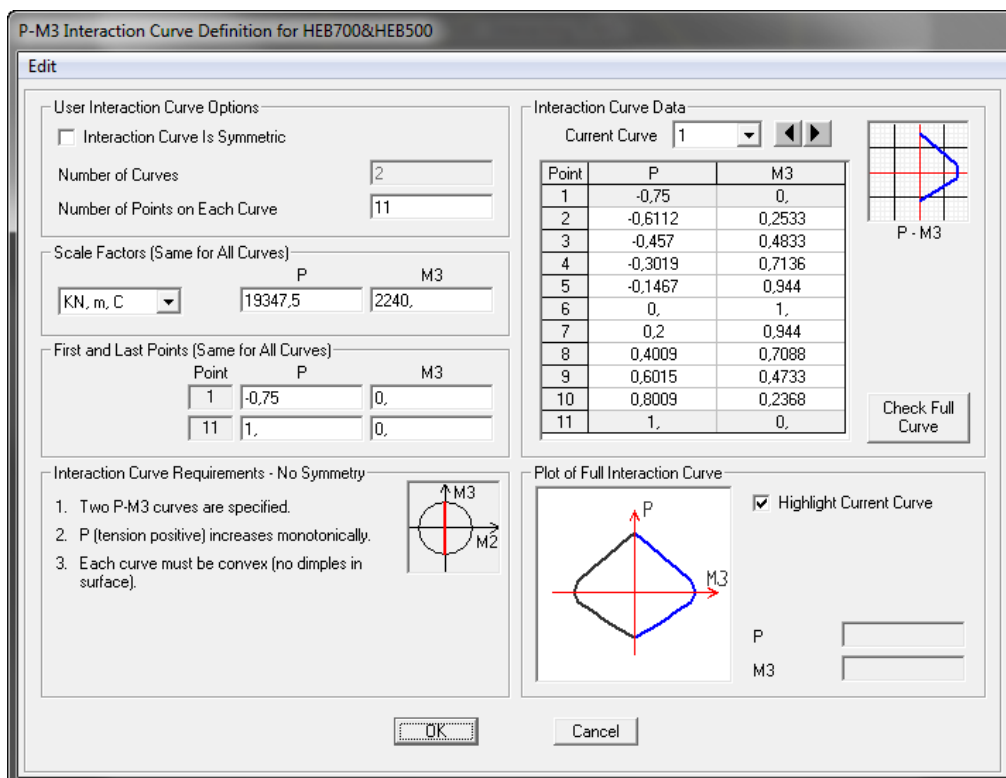 P-M3 Interaction Curve Definition for HEB700&HEB500
Edit
User Interaction Curve Options
Interaction Curve Is Symmetric
Number of Curves 2
Number of Points on Each Curve 11
Scale Factors (Same for All Curves)
P M3
KN, m, C 19347,5 2240,
First and Last Points (Same for All Curves)
Point P M3
1 -0,75 0,
11 1, 0,
Interaction Curve Requirements - No Symmetry
1. Two P-M3 curves are specified.
2. P (tension positive) increases monotonically.
3. Each curve must be convex (no dimples in
surface).
M3
M2
Interaction Curve Data
Current Curve 1
Point P M3
1 -0,75 0,
2 -0,6112 0,2533
3 -0,457 0,4833
4 -0,3019 0,7136
5 -0,1467 0,944
6 0, 1,
7 0,2 0,944
8 0,4009 0,7088
9 0,6015 0,4733
10 0,8009 0,2368
11 1, 0,
P - M3
Check Full
Curve
Plot of Full Interaction Curve
P
M3
Highlight Current Curve
P
M3
OK Cancel